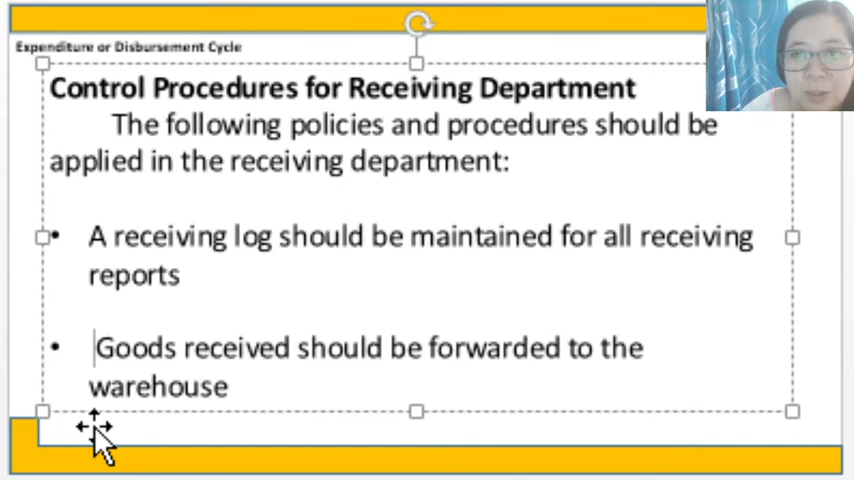 Expenditure or Disbursement Cycle
Control Procedures for Receiving Department
The following policies and procedures should be
applied in the receiving department:
• A receiving log should be maintained for all receiving
reports
• Goods received should be forwarded to the
warehouse